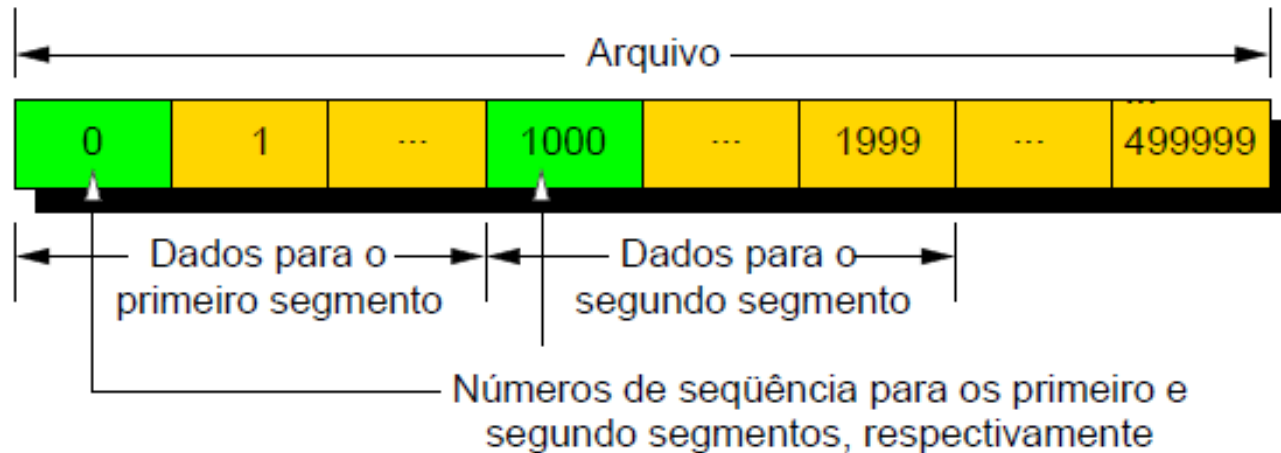 Arquivo
0 1 ... 1000 ... 1999 ... ... 499999
Dados para o
primeiro segmento
Dados para o
segundo segmento
Números de seqüência para os primeiro e
segundo segmentos, respectivamente